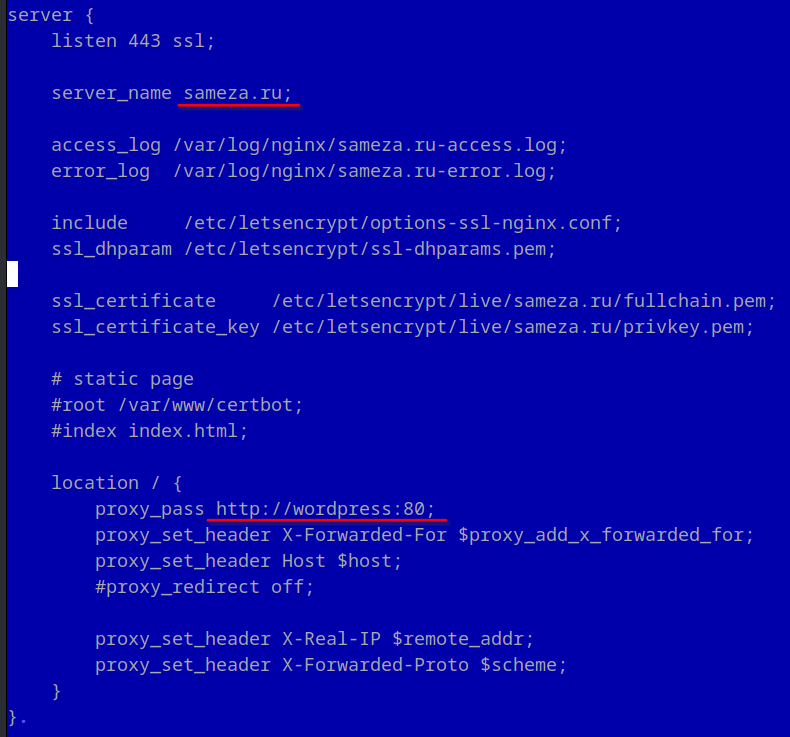 server {
    listen 443 ssl;
    server_name sameza.ru;
    access_log /var/log/nginx/sameza.ru-access.log;
    error_log  /var/log/nginx/sameza.ru-error.log;
    include     /etc/letsencrypt/options-ssl-nginx.conf;
    ssl_dhparam /etc/letsencrypt/ssl-dhparams.pem;
    ssl_certificate     /etc/letsencrypt/live/sameza.ru/fullchain.pem;
    ssl_certificate_key /etc/letsencrypt/live/sameza.ru/privkey.pem;
    # static page
    #root /var/www/certbot;
    #index index.html;
    location / {
        proxy_pass http://wordpress:80;
        proxy_set_header X-Forwarded-For $proxy_add_x_forwarded_for;
        proxy_set_header Host $host;
        #proxy_redirect off;
        proxy_set_header X-Real-IP $remote_addr;
        proxy_set_header X-Forwarded-Proto $scheme;
    }
}.